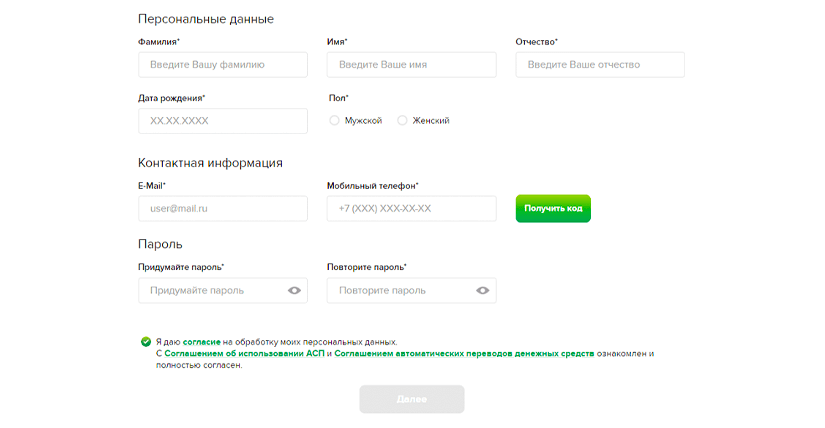 Персональные данные
Фамилия* Имя* Отчество*
Введите Вашу фамилию Введите Ваше имя Введите Ваше отчество
Дата рождения* Пол*
XX.XX.XXXX Мужской Женский
Контактная информация
E-Mail* Мобильный телефон*
user@mail.ru +7 (XXX) XXX-XX-XX Получить код
Пароль
Придумайте пароль* Повторите пароль*
Придумайте пароль Повторите пароль
Я даю согласие на обработку моих персональных данных.
С Соглашением об использовании АСП и Соглашением автоматических переводов денежных средств ознакомлен и
полностью согласен.
Далее